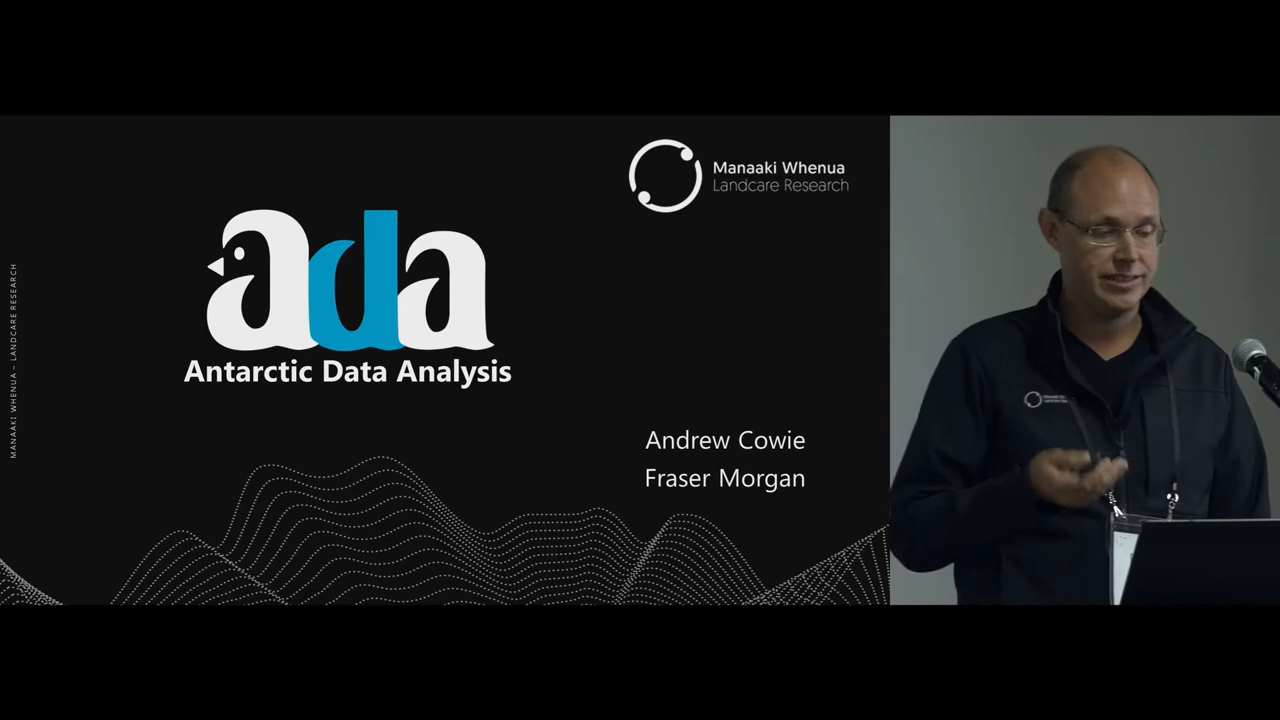 MANAAKI WHENUA – LANDCARE RESEARCH
Manaaki Whenua
Landcare Research
ada
Antarctic Data Analysis
Andrew Cowie
Fraser Morgan